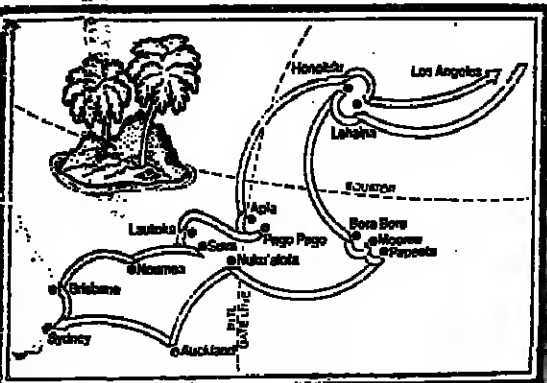 Honolulu
Los Angeles
Lahaina
EQUATOR
Apia
Pago Pago
Lautoka
Suva
Bora Bora
Moorea
Papeete
Noumea
Nuku'alofa
Brisbane
Sydney
Auckland
INT'L
DATE LINE